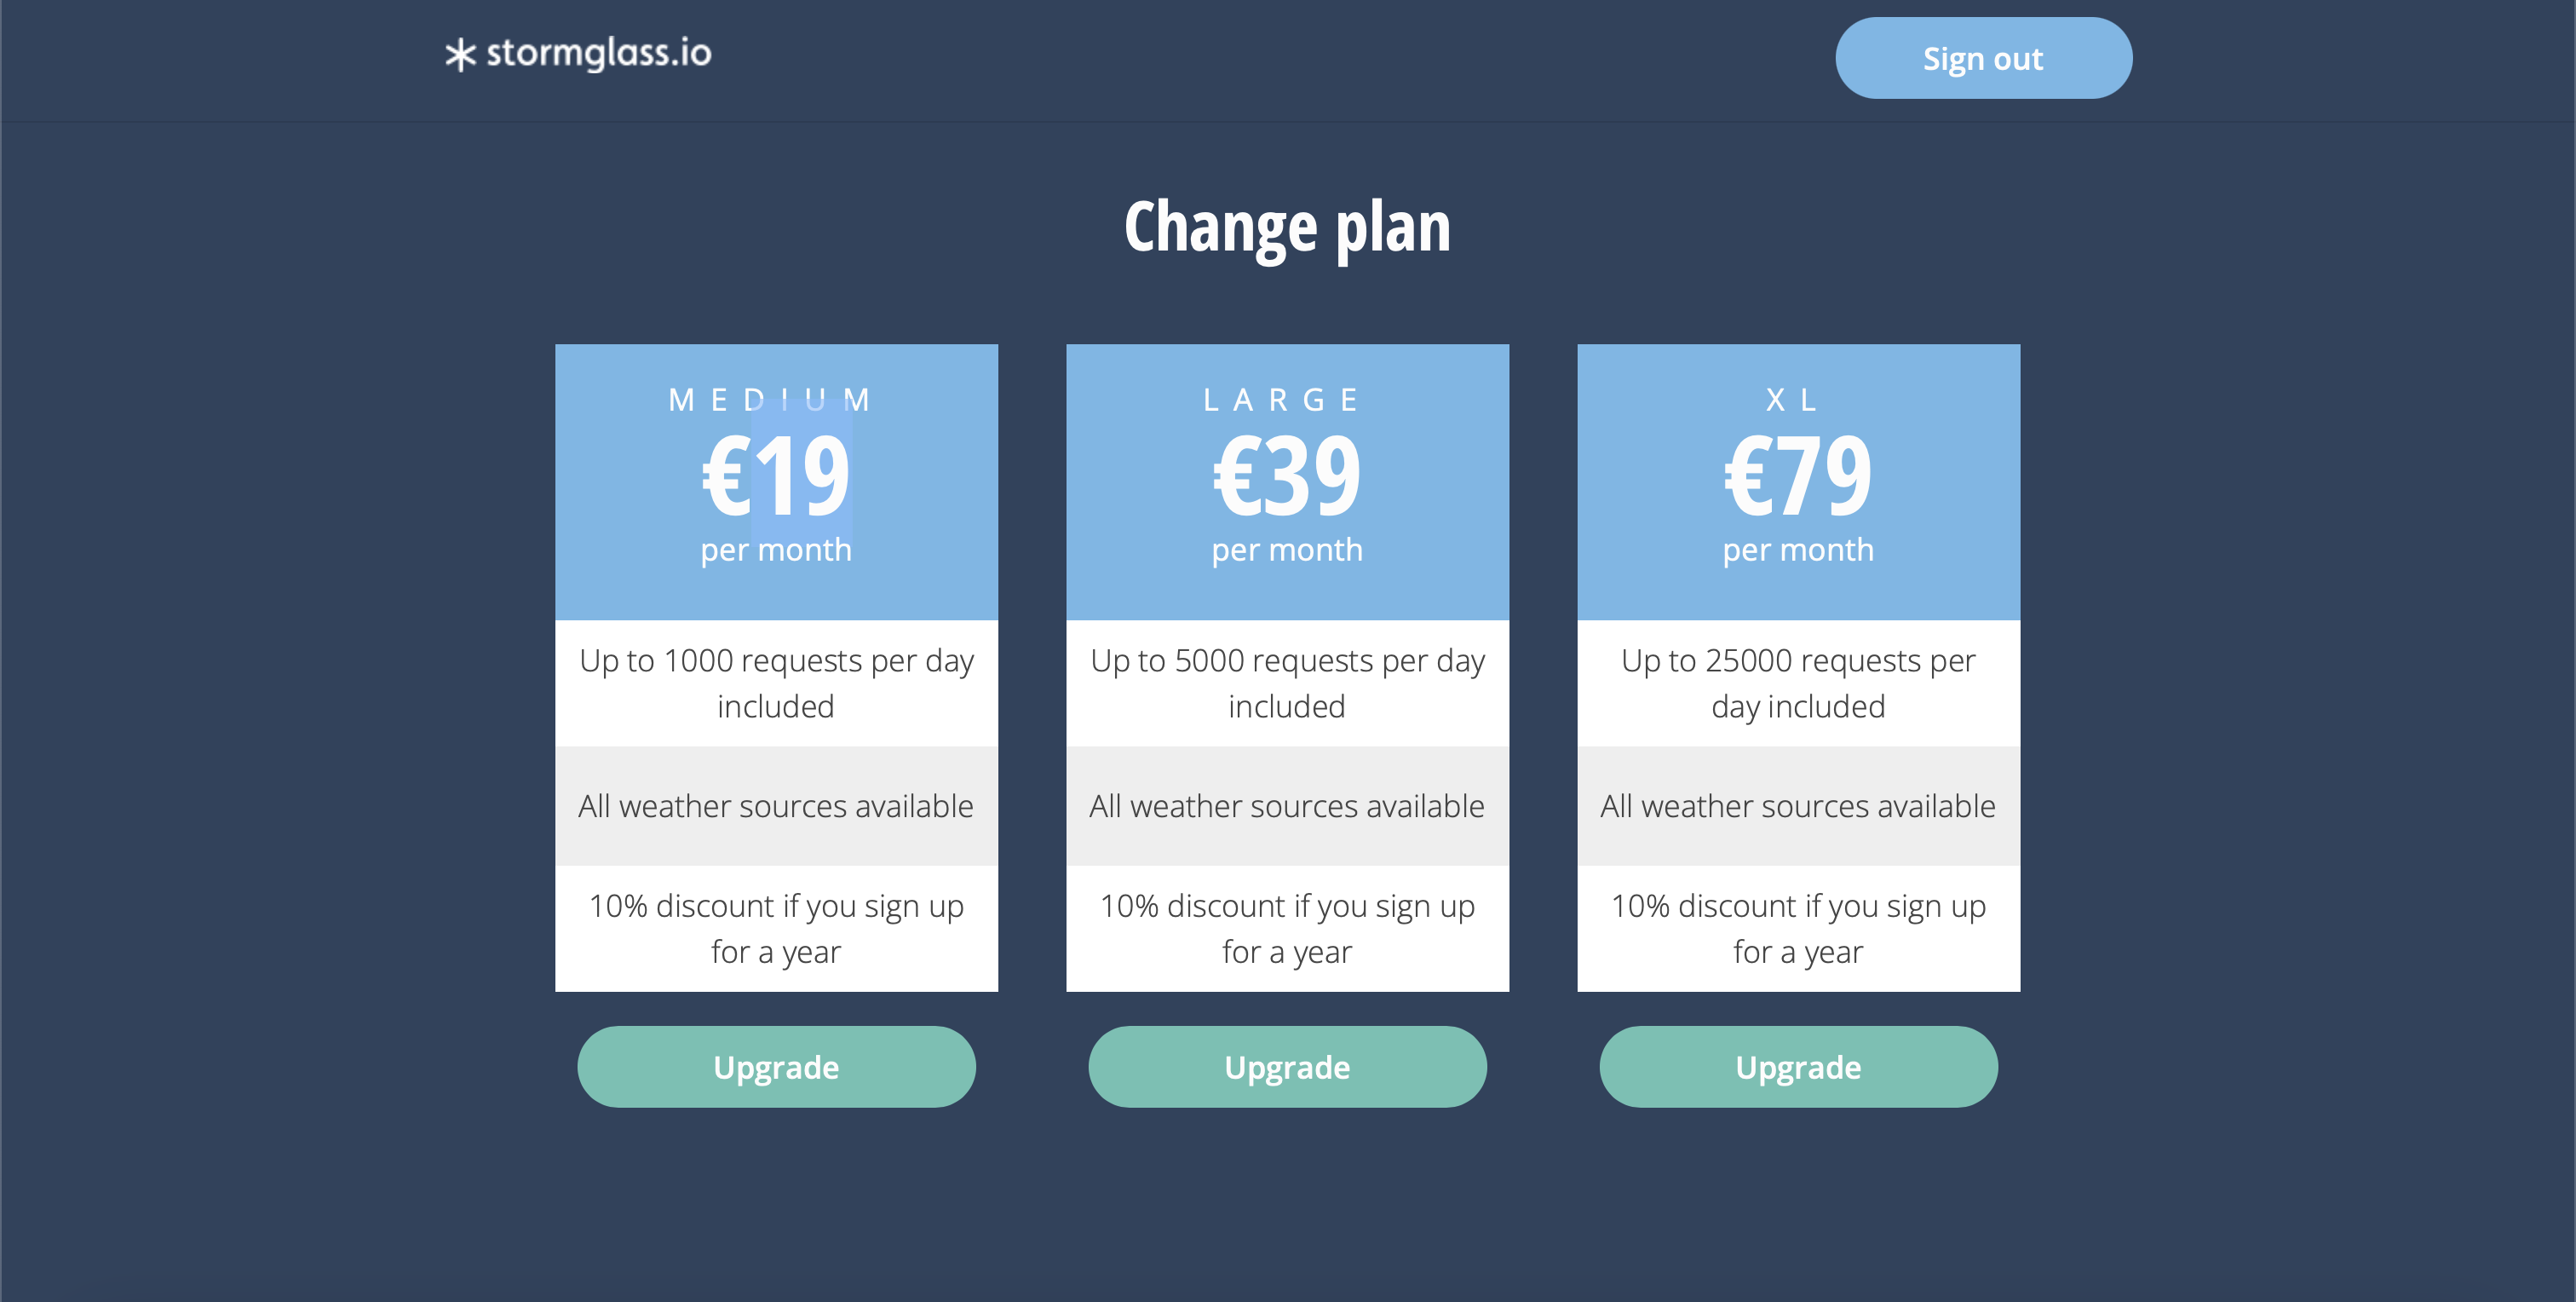 stormglass.io
Sign out
Change plan
MEDIUM
€19
per month
Up to 1000 requests per day
included
All weather sources available
10% discount if you sign up
for a year
Upgrade
LARGE
€39
per month
Up to 5000 requests per day
included
All weather sources available
10% discount if you sign up
for a year
Upgrade
XL
€79
per month
Up to 25000 requests per
day included
All weather sources available
10% discount if you sign up
for a year
Upgrade